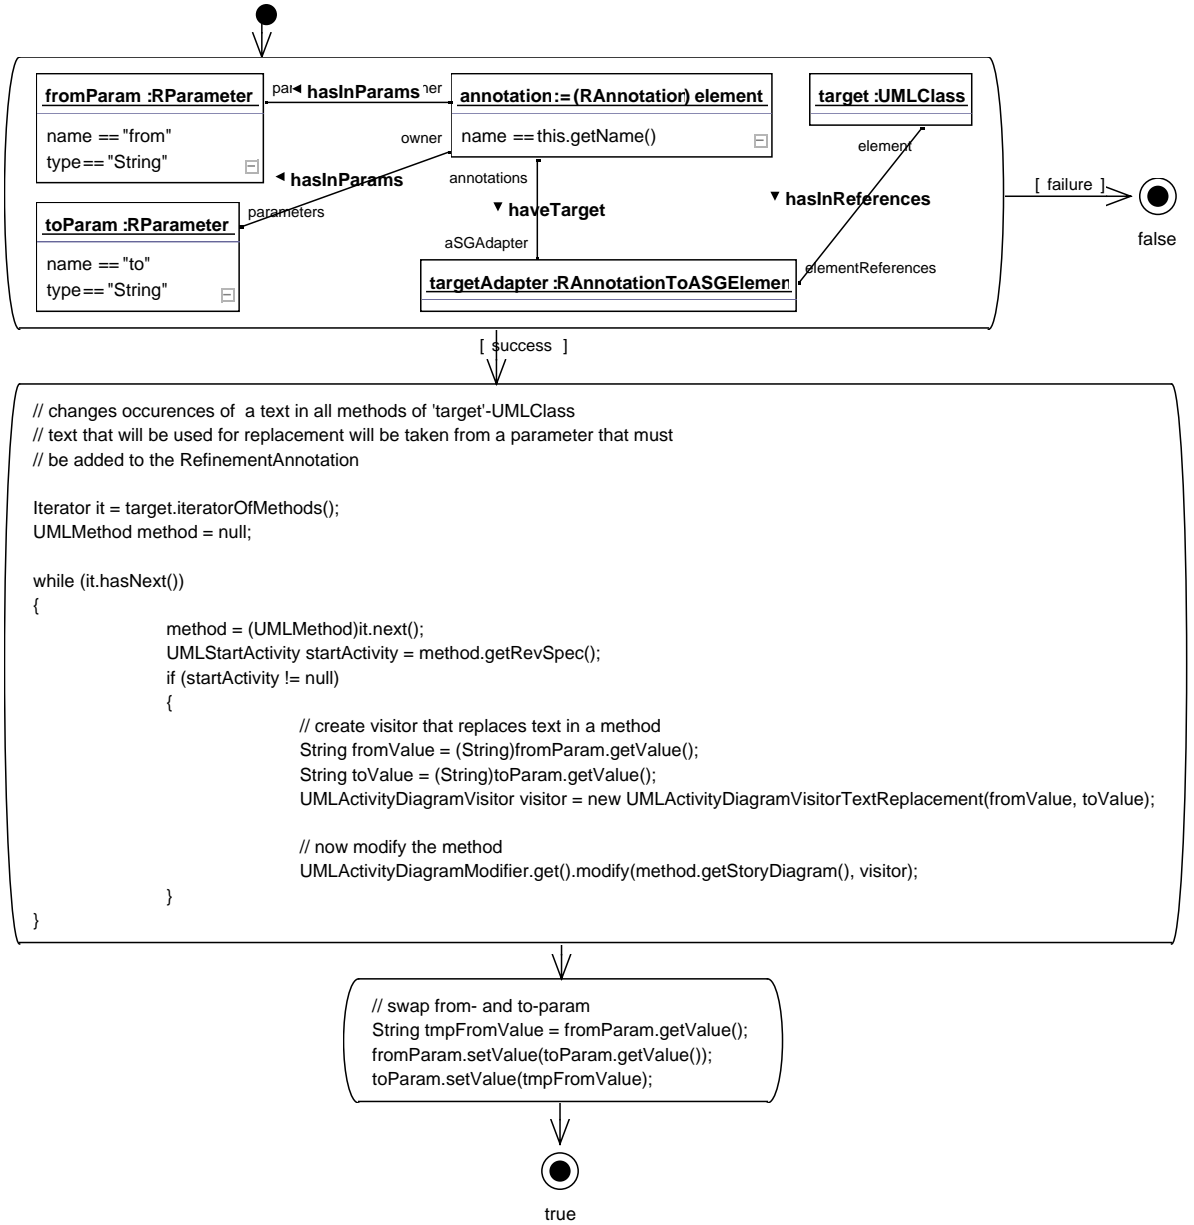 fromParam :RParameter
name == "from"
type== "String"
◄ hasInParams
annotation:= (RAnnotation) element
name == this.getName()
target :UMLClass
owner
element
◄ hasInParams
annotations
parameters
▼ haveTarget
▼ hasInReferences
[ failure ]
false
toParam :RParameter
name == "to"
type== "String"
aSGAdapter
elementReferences
targetAdapter :RAnnotationToASGElemen
[ success ]
// changes occurences of a text in all methods of 'target'-UMLClass
// text that will be used for replacement will be taken from a parameter that must
// be added to the RefinementAnnotation
Iterator it = target.iteratorOfMethods();
UMLMethod method = null;
while (it.hasNext())
{
method = (UMLMethod)it.next();
UMLStartActivity startActivity = method.getRevSpec();
if (startActivity != null)
{
// create visitor that replaces text in a method
String fromValue = (String)fromParam.getValue();
String toValue = (String)toParam.getValue();
UMLActivityDiagramVisitor visitor = new UMLActivityDiagramVisitorTextReplacement(fromValue, toValue);
// now modify the method
UMLActivityDiagramModifier.get().modify(method.getStoryDiagram(), visitor);
}
}
// swap from- and to-param
String tmpFromValue = fromParam.getValue();
fromParam.setValue(toParam.getValue());
toParam.setValue(tmpFromValue);
true